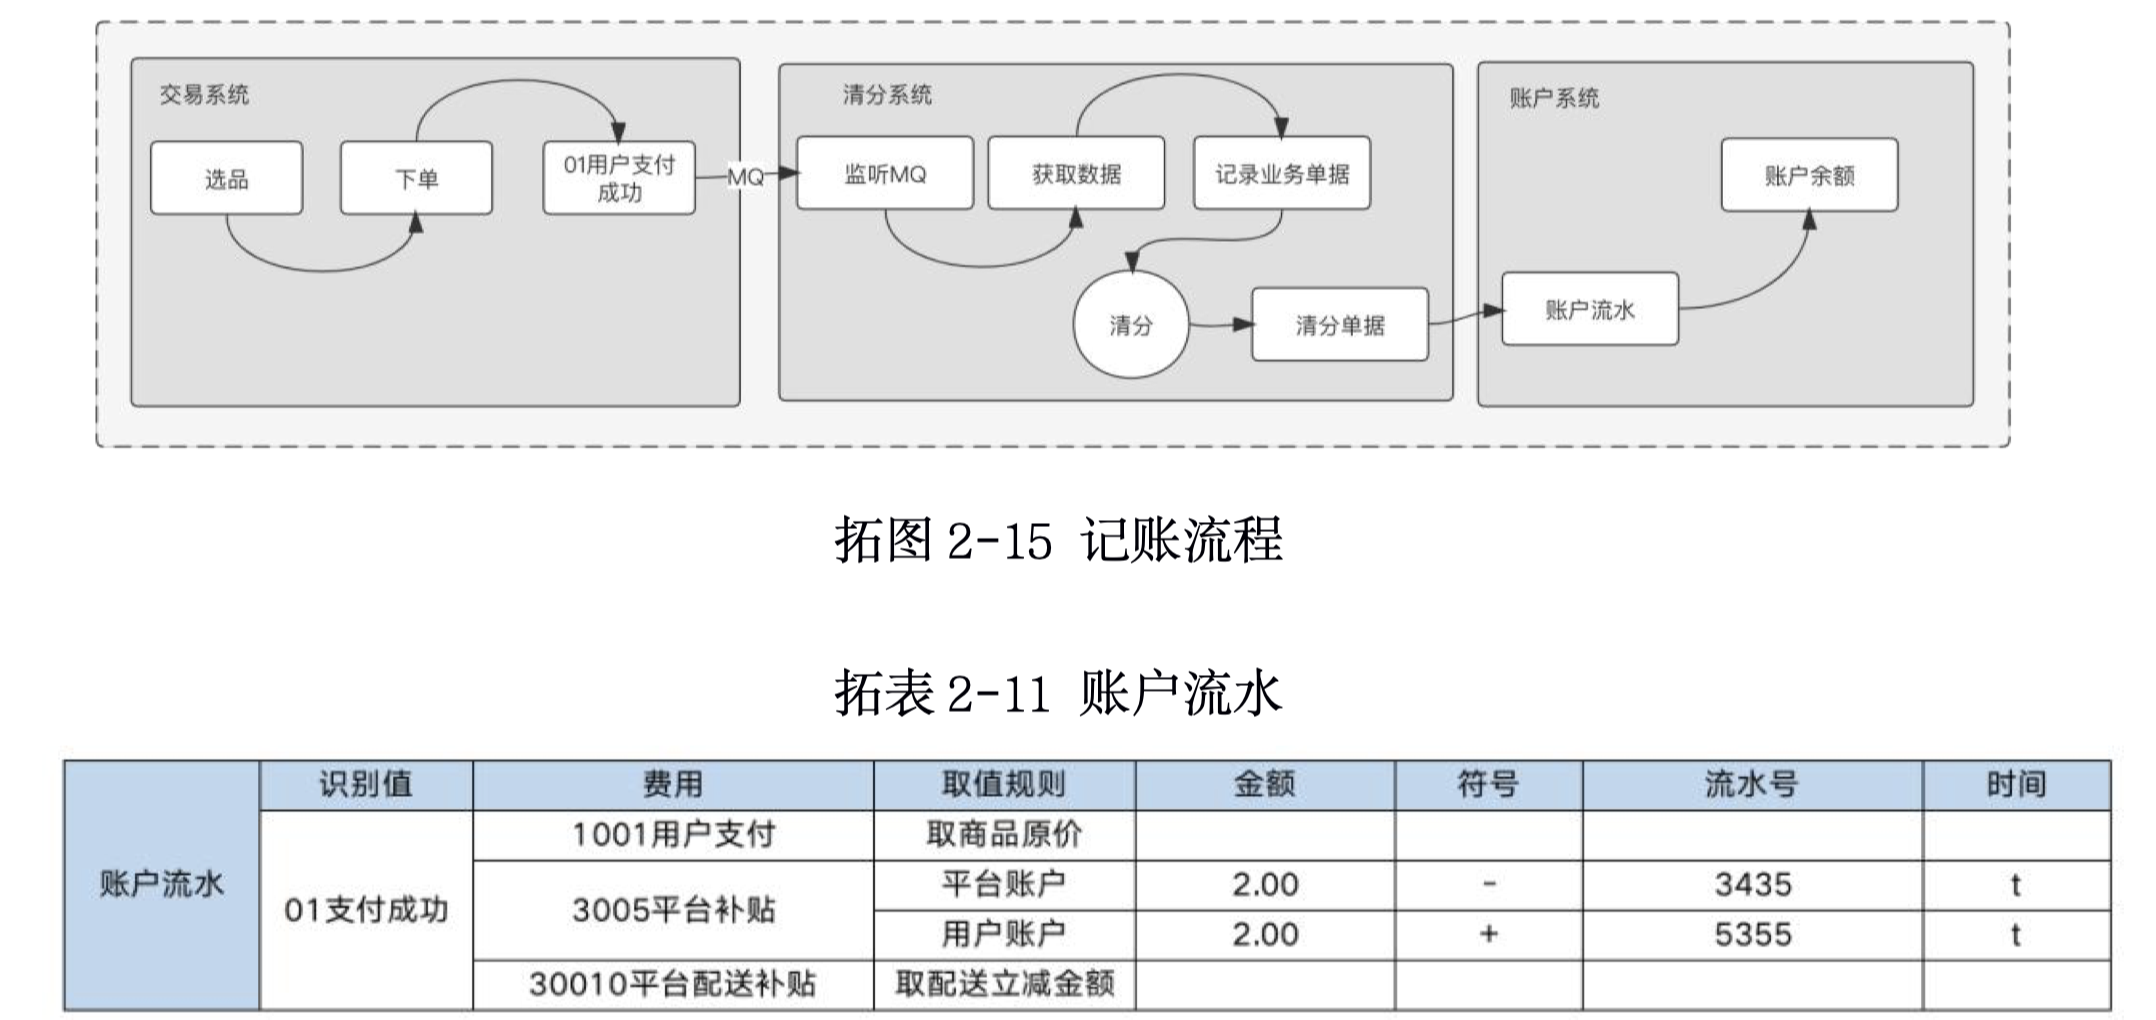 交易系统
选品
下单
01用户支付
成功
MQ
清分系统
监听MQ
获取数据
记录业务单据
清分
清分单据
账户系统
账户流水
账户余额
拓图 2-15 记账流程
拓表 2-11 账户流水
账户流水 识别值 费用 取值规则 金额 符号 流水号 时间
01支付成功 1001用户支付 取商品原价
3005平台补贴 平台账户 2.00 - 3435 t
用户账户 2.00 + 5355 t
30010平台配送补贴 取配送立减金额